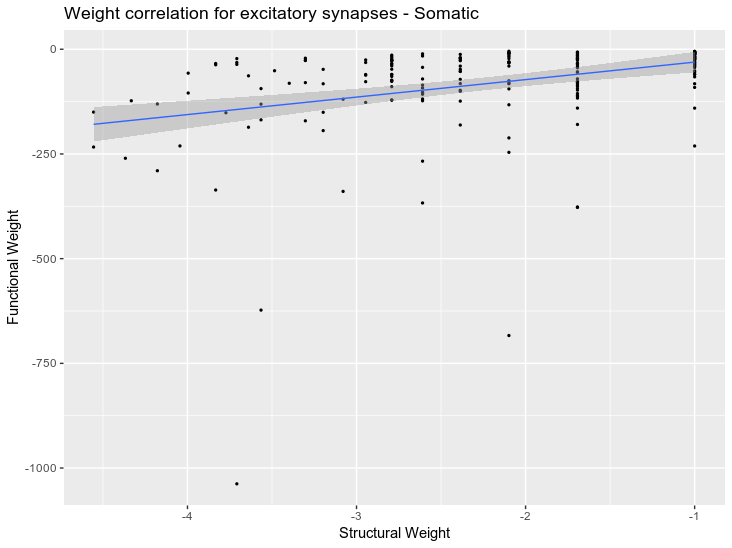 Weight correlation for excitatory synapses - Somatic
0
-250
-500
-750
-1000
Functional Weight
-4 -3 -2 -1
Structural Weight